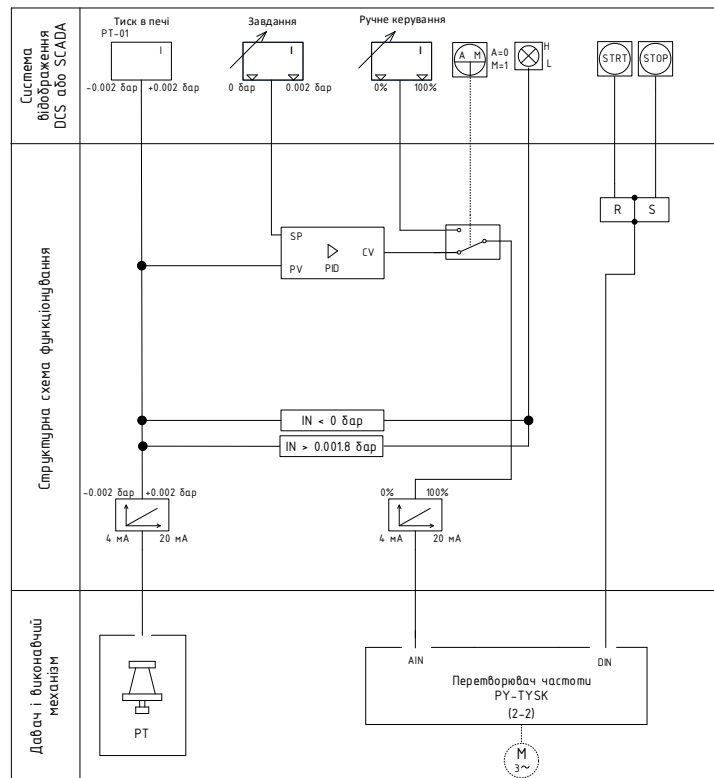 Система відображення DCS або SCADA
Тиск в печі
PT-01
I
-0.002 бар +0.002 бар
Завдання
I
0 бар 0.002 бар
Ручне керування
I
0% 100%
A M
A=0
M=1
H
L
STRT
STOP
Структурна схема функціонування
SP
PV
PID
CV
R S
IN < 0 бар
IN > 0.001.8 бар
-0.002 бар +0.002 бар
4 мА 20 мА
0% 100%
4 мА 20 мА
Давач і виконавчий механізм
PT
AIN
DIN
Перетворювач частоти
PY-TYSK
(2-2)
M
3~